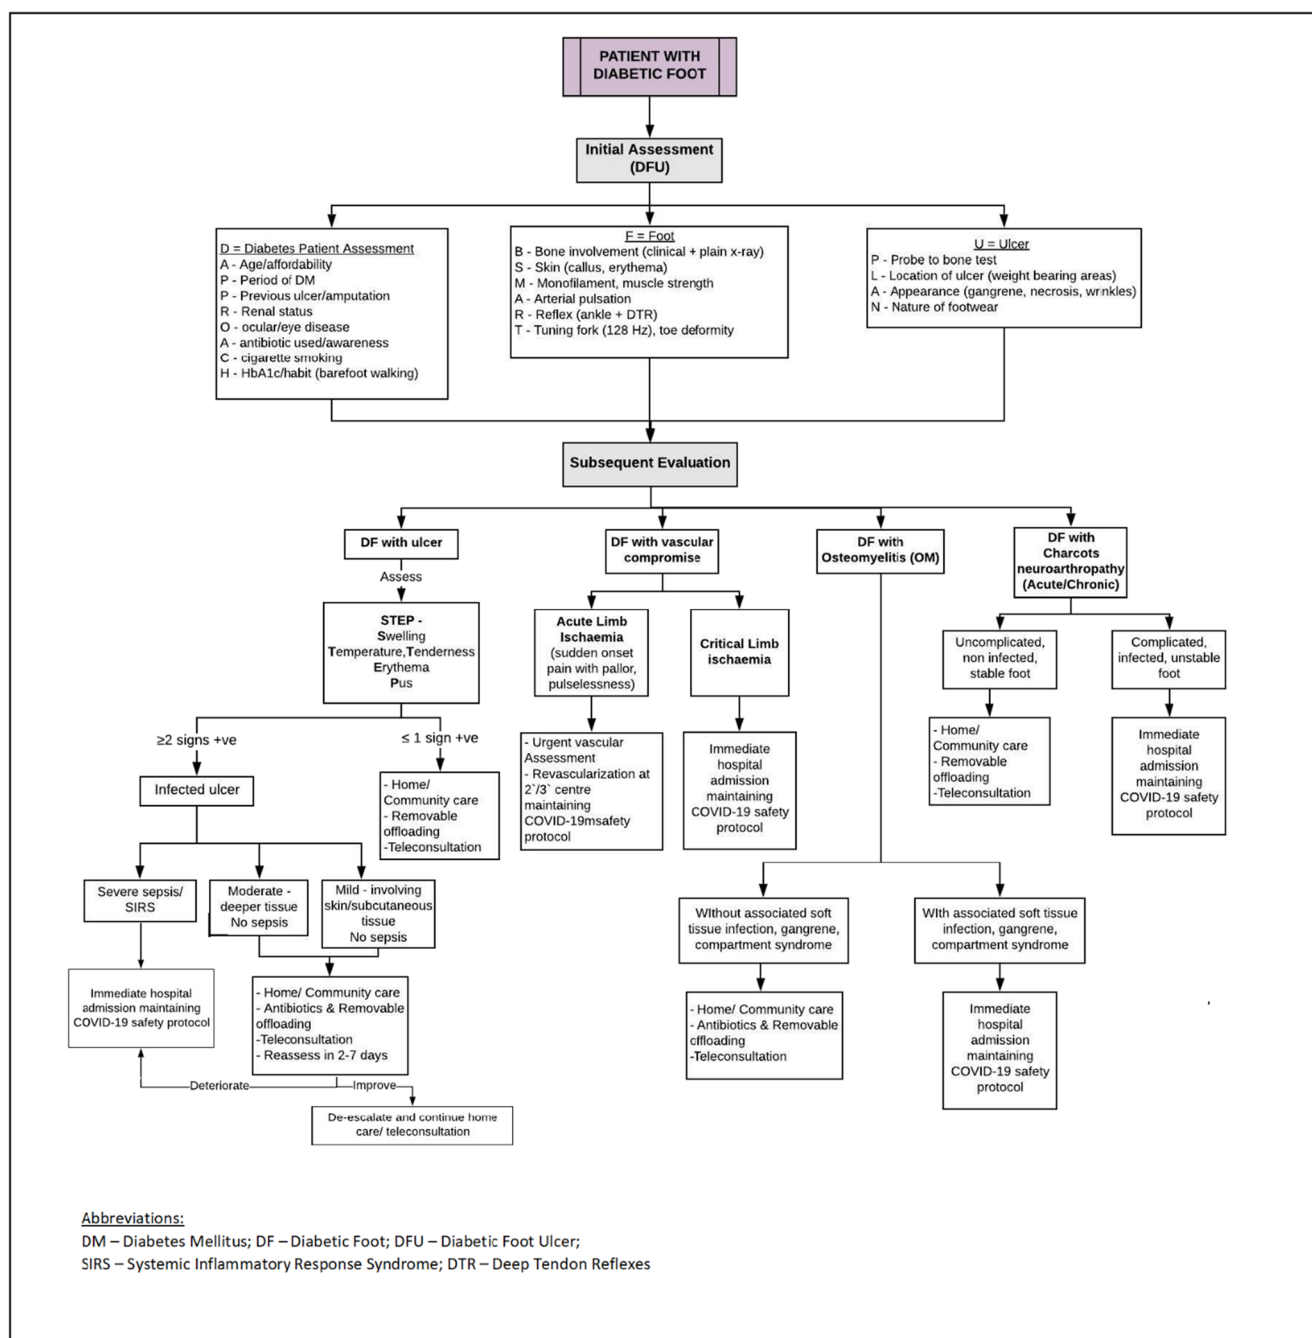 PATIENT WITH
DIABETIC FOOT
Initial Assessment
(DFU)
D = Diabetes Patient Assessment
A - Age/affordability
P - Period of DM
P - Previous ulcer/amputation
R - Renal status
O - ocular/eye disease
A - antibiotic used/awareness
C - cigarette smoking
H - HbA1c/habit (barefoot walking)
F = Foot
B - Bone involvement (clinical + plain x-ray)
S - Skin (callus, erythema)
M - Monofilament, muscle strength
A - Arterial pulsation
R - Reflex (ankle + DTR)
T - Tuning fork (128 Hz), toe deformity
U = Ulcer
P - Probe to bone test
L - Location of ulcer (weight bearing areas)
A - Appearance (gangrene, necrosis, wrinkles)
N - Nature of footwear
Subsequent Evaluation
DF with ulcer
Assess
STEP -
Swelling
Temperature,Tenderness
Erythema
Pus
≥2 signs +ve
≤ 1 sign +ve
Infected ulcer
- Home/
Community care
- Removable
offloading
-Teleconsultation
Severe sepsis/
SIRS
Moderate -
deeper tissue
No sepsis
Mild - involving
skin/subcutaneous
tissue
No sepsis
Immediate hospital
admission maintaining
COVID-19 safety protocol
- Home/ Community care
- Antibiotics & Removable
offloading
-Teleconsultation
- Reassess in 2-7 days
Deteriorate
Improve
De-escalate and continue home
care/ teleconsultation
DF with vascular
compromise
Acute Limb
Ischaemia
(sudden onset
pain with pallor,
pulselessness)
Critical Limb
ischaemia
- Urgent vascular
Assessment
- Revascularization at
2`/3` centre
maintaining
COVID-19msafety
protocol
Immediate
hospital
admission
maintaining
COVID-19 safety
protocol
DF with
Osteomyelitis (OM)
WIthout associated soft
tissue infection, gangrene,
compartment syndrome
WIth associated soft tissue
infection, gangrene,
compartment syndrome
- Home/ Community care
- Antibiotics & Removable
offloading
-Teleconsultation
Immediate
hospital
admission
maintaining
COVID-19 safety
protocol
DF with
Charcots
neuroarthropathy
(Acute/Chronic)
Uncomplicated,
non infected,
stable foot
Complicated,
infected, unstable
foot
- Home/
Community care
- Removable
offloading
-Teleconsultation
Immediate
hospital
admission
maintaining
COVID-19 safety
protocol
Abbreviations:
DM – Diabetes Mellitus; DF – Diabetic Foot; DFU – Diabetic Foot Ulcer;
SIRS – Systemic Inflammatory Response Syndrome; DTR – Deep Tendon Reflexes